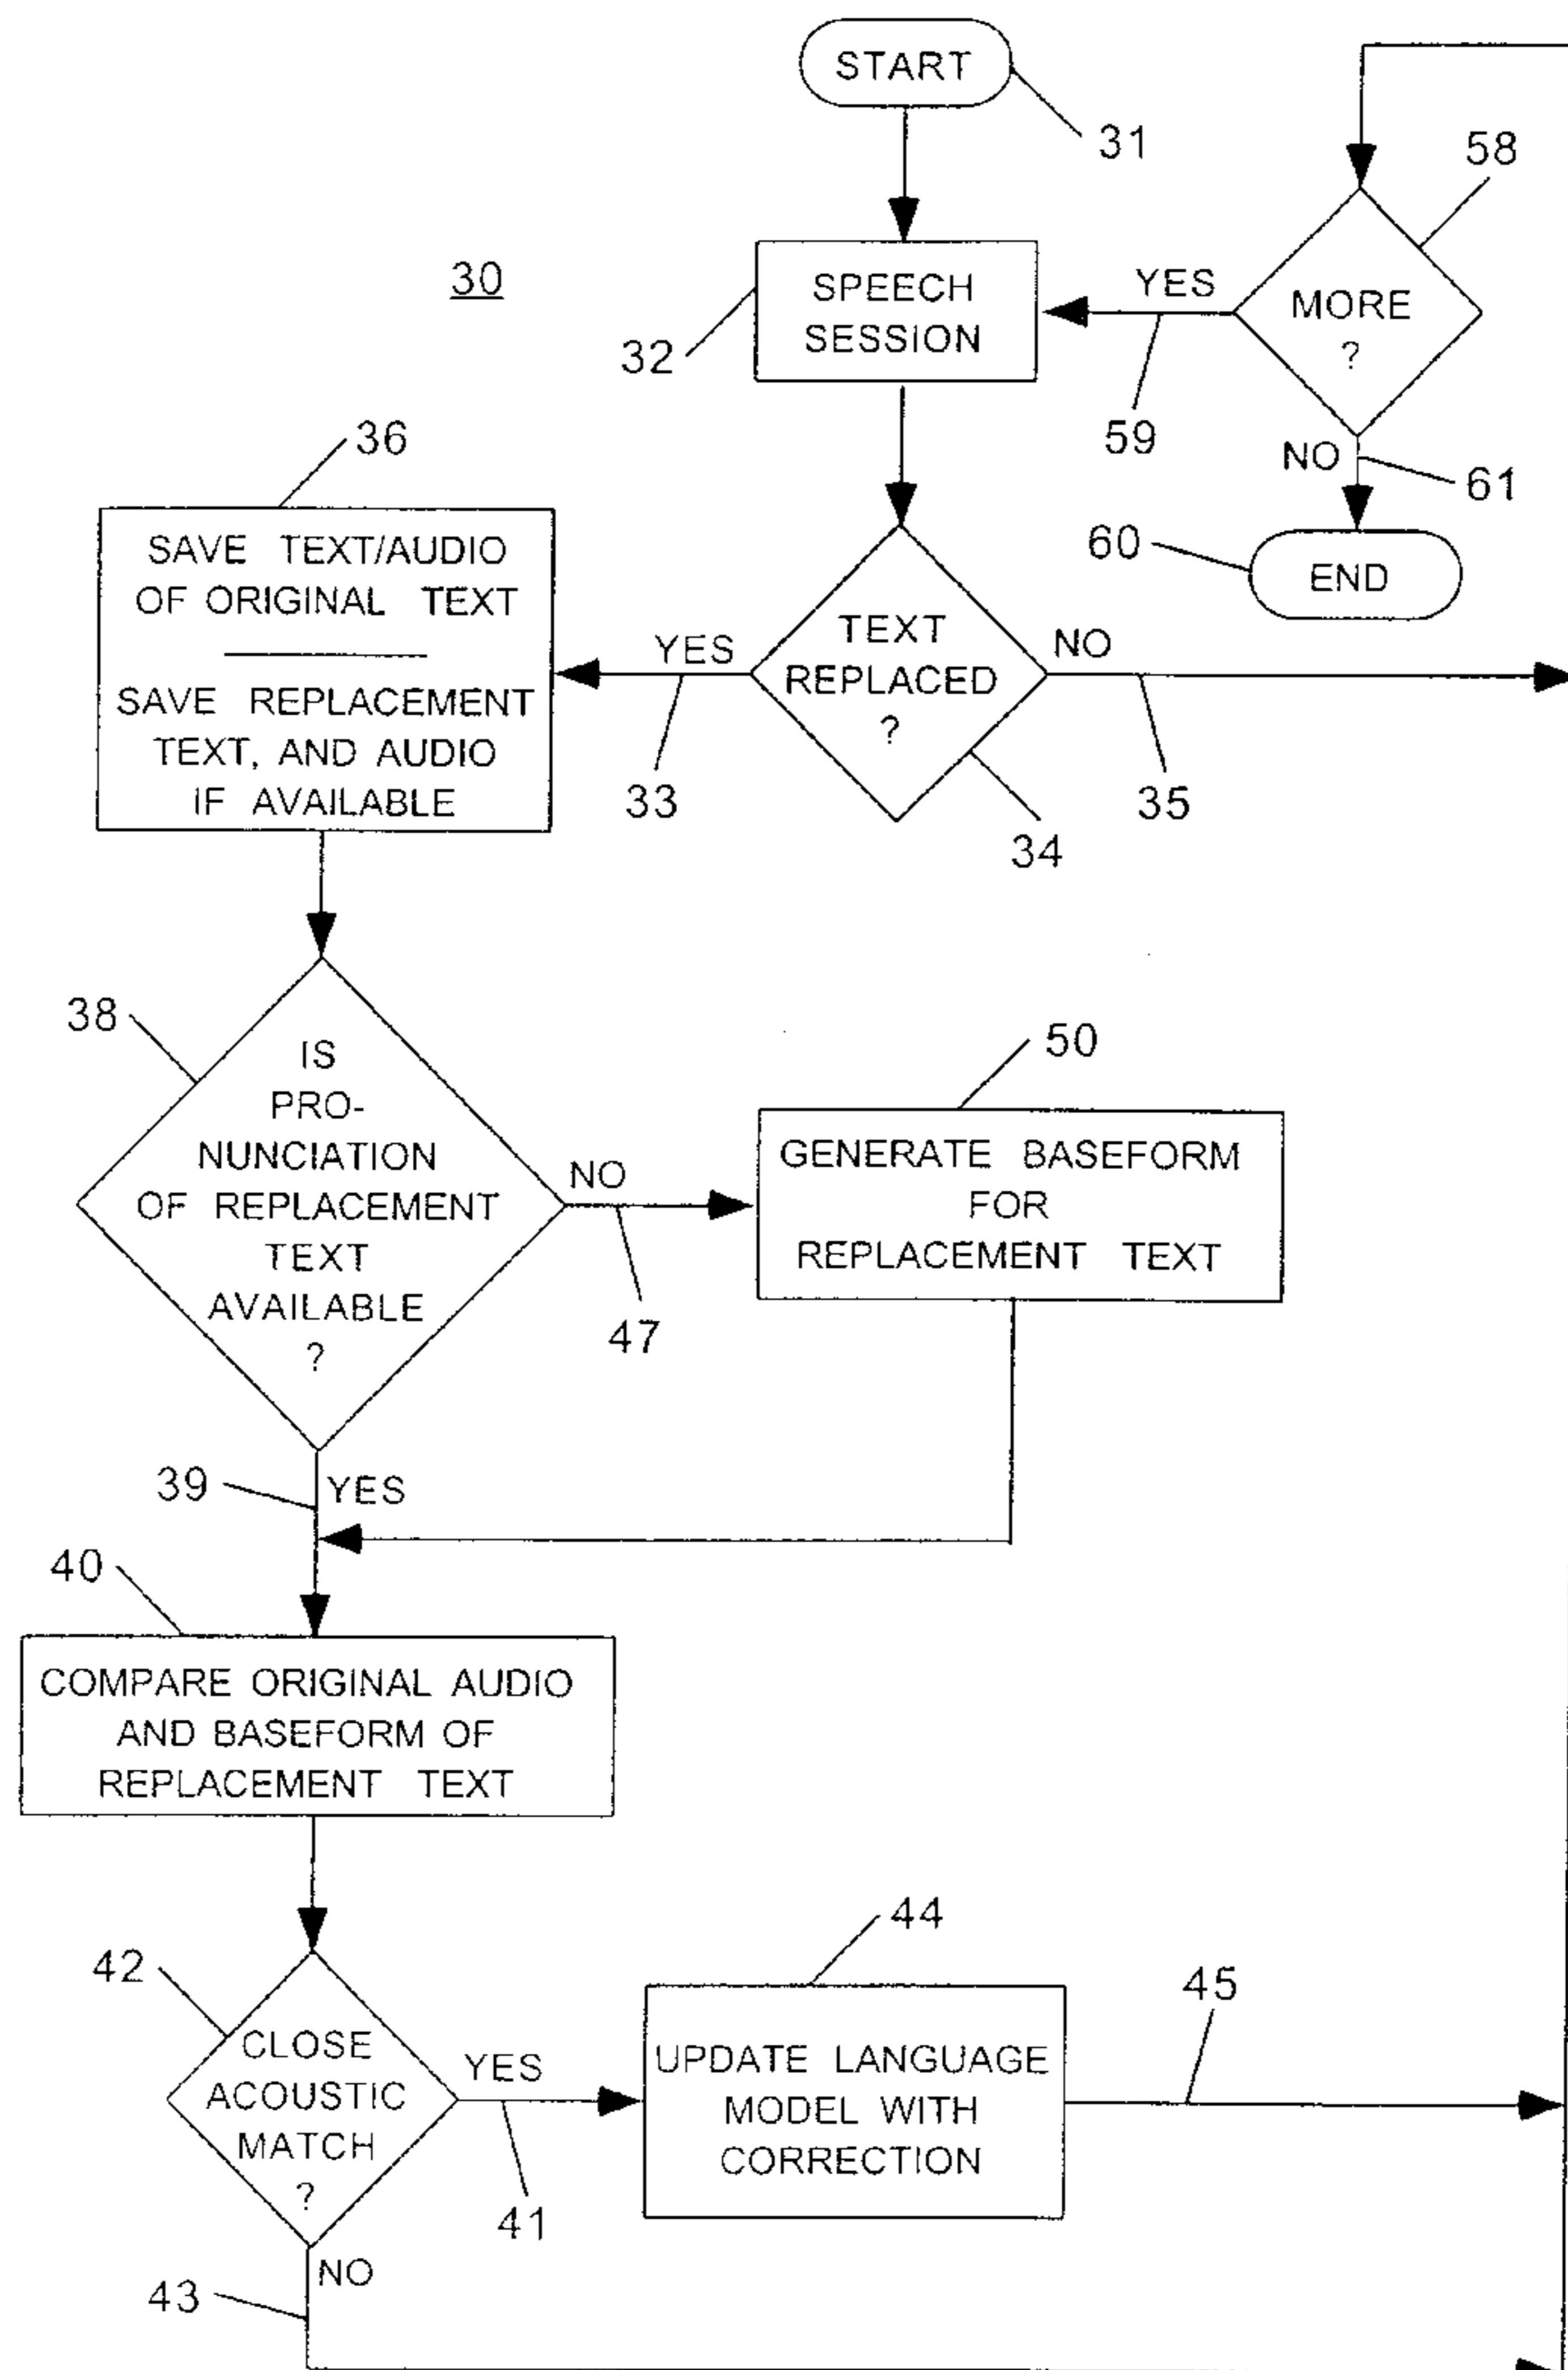 START
31
58
30
SPEECH
SESSION
32
YES
MORE
?
59
NO
61
60
END
36
SAVE TEXT/AUDIO
OF ORIGINAL TEXT
SAVE REPLACEMENT
TEXT, AND AUDIO
IF AVAILABLE
YES
33
TEXT
REPLACED
?
NO
35
34
38
IS
PRO-
NUNCIATION
OF REPLACEMENT
TEXT
AVAILABLE
?
NO
47
50
GENERATE BASEFORM
FOR
REPLACEMENT TEXT
39
YES
40
COMPARE ORIGINAL AUDIO
AND BASEFORM OF
REPLACEMENT TEXT
42
CLOSE
ACOUSTIC
MATCH
?
YES
41
44
UPDATE LANGUAGE
MODEL WITH
CORRECTION
45
NO
43